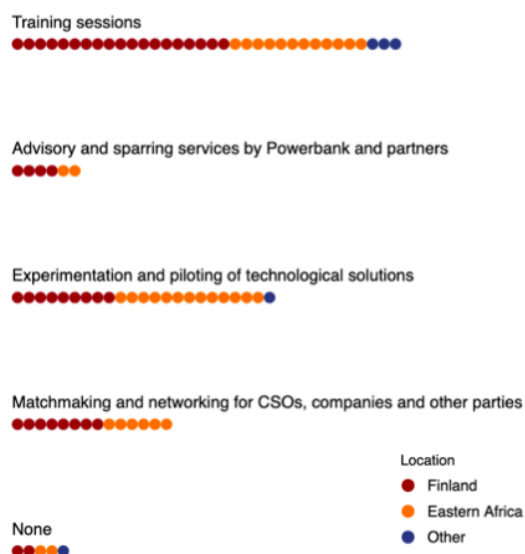 Training sessions
Advisory and sparring services by Powerbank and partners
Experimentation and piloting of technological solutions
Matchmaking and networking for CSOs, companies and other parties
Location
Finland
Eastern Africa
None
Other